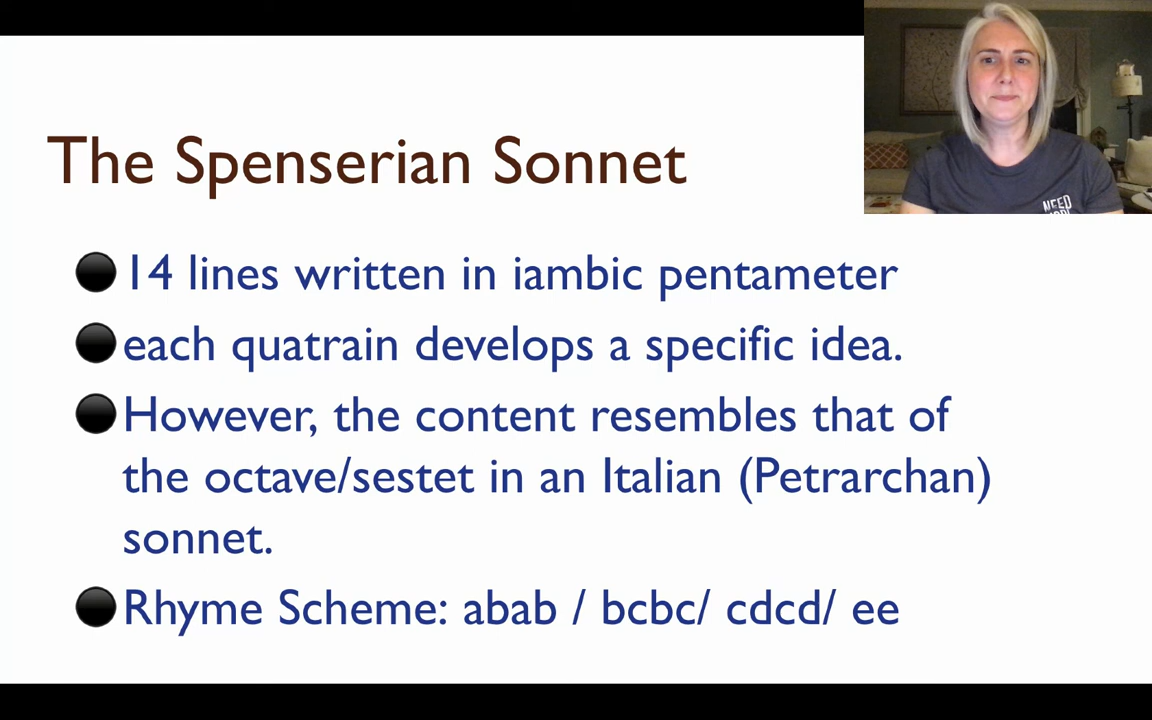 The Spenserian Sonnet
14 lines written in iambic pentameter
each quatrain develops a specific idea.
However, the content resembles that of
the octave/sestet in an Italian (Petrarchan)
sonnet.
Rhyme Scheme: abab / bcbc/ cdcd/ ee
NEED